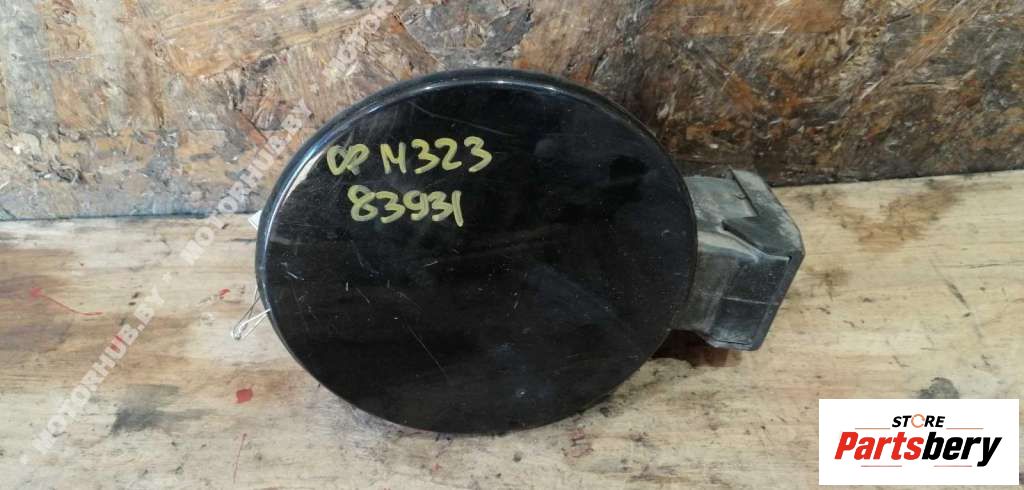 OP M323
83931
MOTORHUB.BY * MOTORHUB.BY
STORE
Partsbery